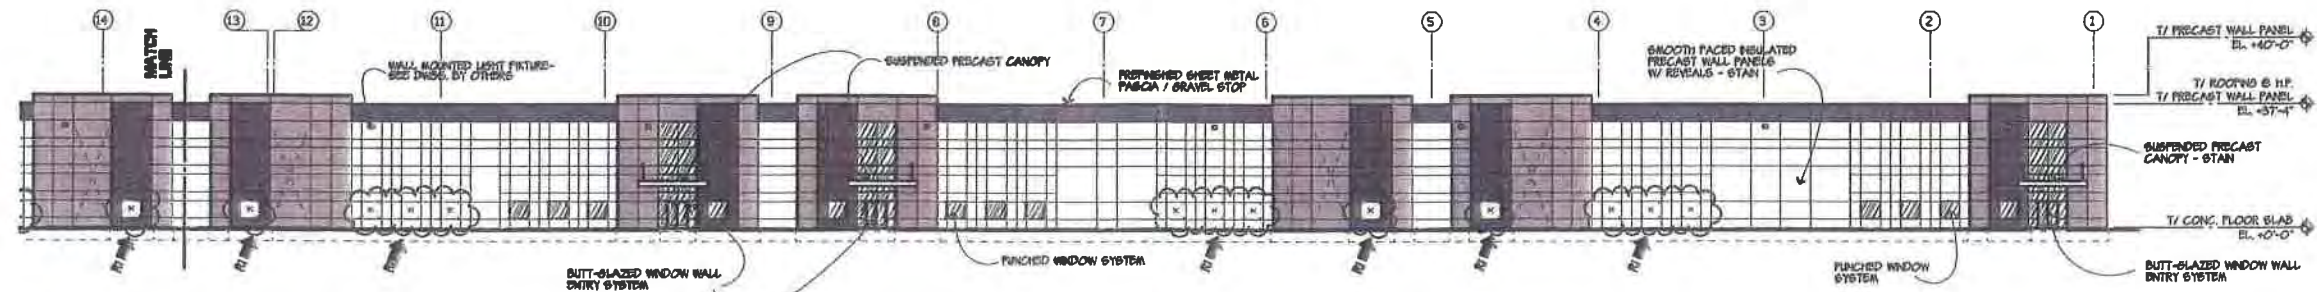 14
13
12
11
10
9
8
7
6
5
4
3
2
1
MATCH
LINE
WALL MOUNTED LIGHT FIXTURE-
SEE DWGS. BY OTHERS
SUSPENDED PRECAST CANOPY
PREFINISHED SHEET METAL
FASCIA / GRAVEL STOP
SMOOTH FACED INSULATED
PRECAST WALL PANELS
W/ REVEALS - STAIN
T/ PRECAST WALL PANEL
EL. +40'-0"
T/ ROOFING @ H.P.
T/ PRECAST WALL PANEL
EL. +37'-4"
SUSPENDED PRECAST
CANOPY - STAIN
T/ CONC. FLOOR SLAB
EL. +0'-0"
BUTT-GLAZED WINDOW WALL
ENTRY SYSTEM
PUNCHED WINDOW SYSTEM
PUNCHED WINDOW
SYSTEM
BUTT-GLAZED WINDOW WALL
ENTRY SYSTEM